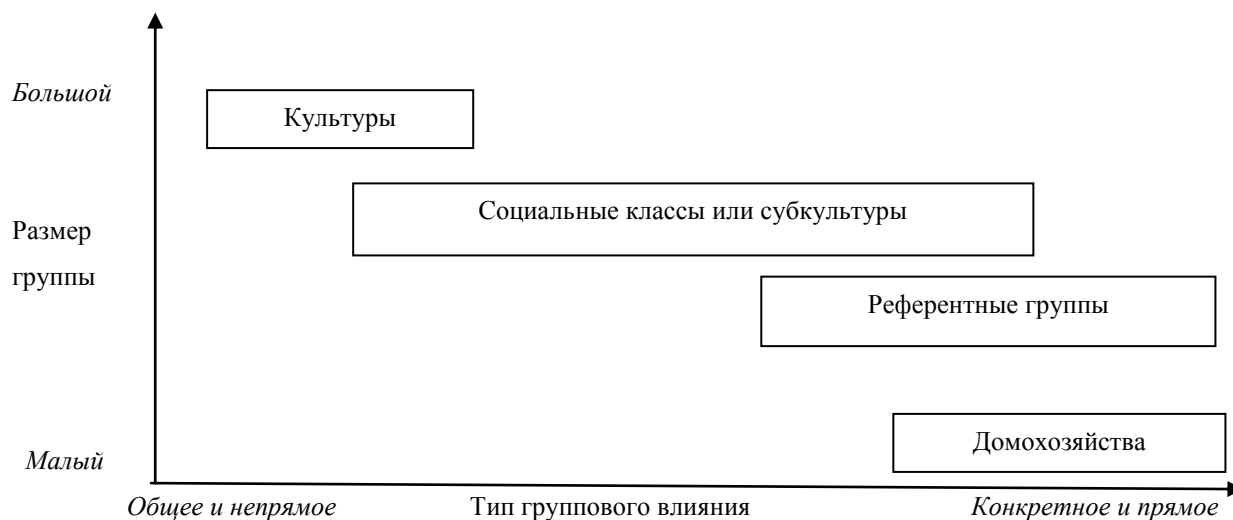 Большой
Культуры
Социальные классы или субкультуры
Размер
группы
Референтные группы
Домохозяйства
Малый
Общее и непрямое Тип группового влияния Конкретное и прямое